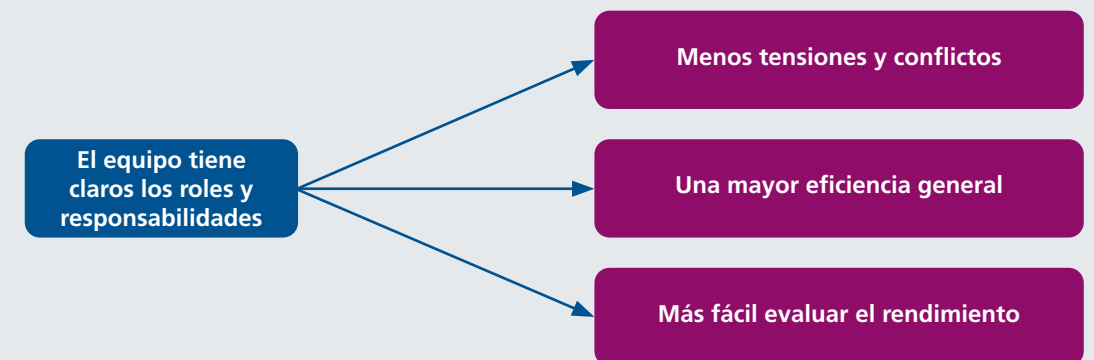 El equipo tiene
claros los roles y
responsabilidades
Menos tensiones y conflictos
Una mayor eficiencia general
Más fácil evaluar el rendimiento